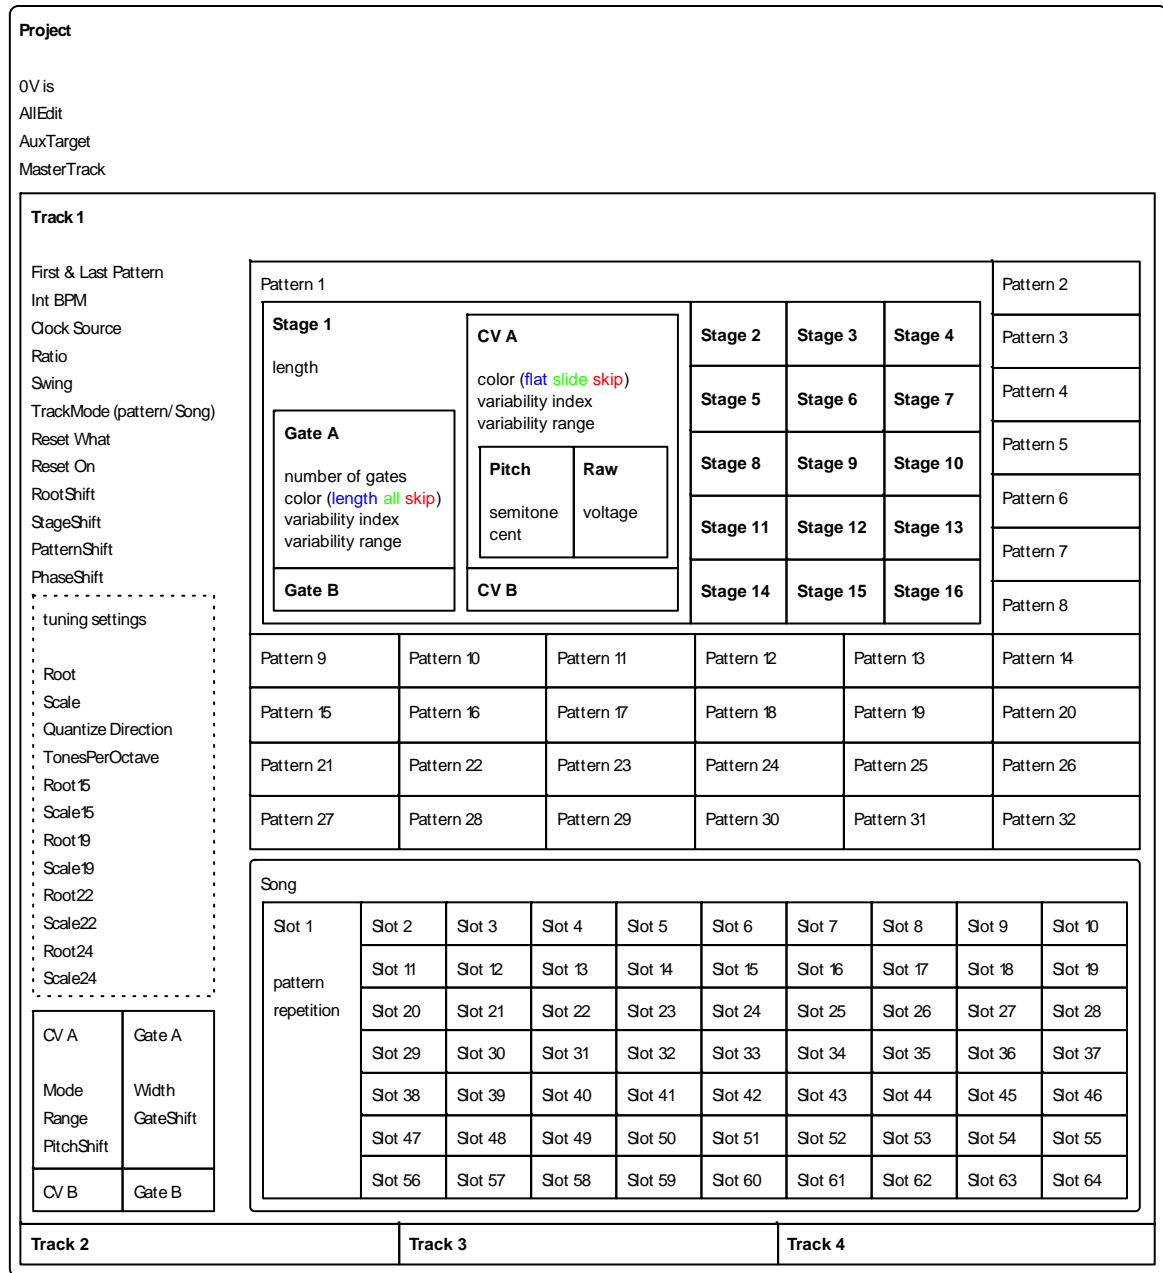 Project
0V is
AllEdit
AuxTarget
MasterTrack
Track 1
First & Last Pattern
Int BPM
Clock Source
Ratio
Swing
TrackMode (pattern/Song)
Reset What
Reset On
RootShift
StageShift
PatternShift
PhaseShift
tuning settings
Root
Scale
Quantize Direction
TonesPerOctave
Root15
Scale15
Root19
Scale19
Root22
Scale22
Root24
Scale24
CV A
Mode
Range
PitchShift
Gate A
Width
GateShift
CV B
Gate B
Pattern 1
Stage 1
length
Gate A
number of gates
color (length all skip)
variability index
variability range
Gate B
CV A
color (flat slide skip)
variability index
variability range
Pitch
semitone
cent
Raw
voltage
CV B
Stage 2 Stage 3 Stage 4
Stage 5 Stage 6 Stage 7
Stage 8 Stage 9 Stage 10
Stage 11 Stage 12 Stage 13
Stage 14 Stage 15 Stage 16
Pattern 2
Pattern 3
Pattern 4
Pattern 5
Pattern 6
Pattern 7
Pattern 8
Pattern 9 Pattern 10 Pattern 11 Pattern 12 Pattern 13 Pattern 14
Pattern 15 Pattern 16 Pattern 17 Pattern 18 Pattern 19 Pattern 20
Pattern 21 Pattern 22 Pattern 23 Pattern 24 Pattern 25 Pattern 26
Pattern 27 Pattern 28 Pattern 29 Pattern 30 Pattern 31 Pattern 32
Song
Slot 1
pattern
repetition
Slot 2 Slot 3 Slot 4 Slot 5 Slot 6 Slot 7 Slot 8 Slot 9 Slot 10
Slot 11 Slot 12 Slot 13 Slot 14 Slot 15 Slot 16 Slot 17 Slot 18 Slot 19
Slot 20 Slot 21 Slot 22 Slot 23 Slot 24 Slot 25 Slot 26 Slot 27 Slot 28
Slot 29 Slot 30 Slot 31 Slot 32 Slot 33 Slot 34 Slot 35 Slot 36 Slot 37
Slot 38 Slot 39 Slot 40 Slot 41 Slot 42 Slot 43 Slot 44 Slot 45 Slot 46
Slot 47 Slot 48 Slot 49 Slot 50 Slot 51 Slot 52 Slot 53 Slot 54 Slot 55
Slot 56 Slot 57 Slot 58 Slot 59 Slot 60 Slot 61 Slot 62 Slot 63 Slot 64
Track 2 Track 3 Track 4